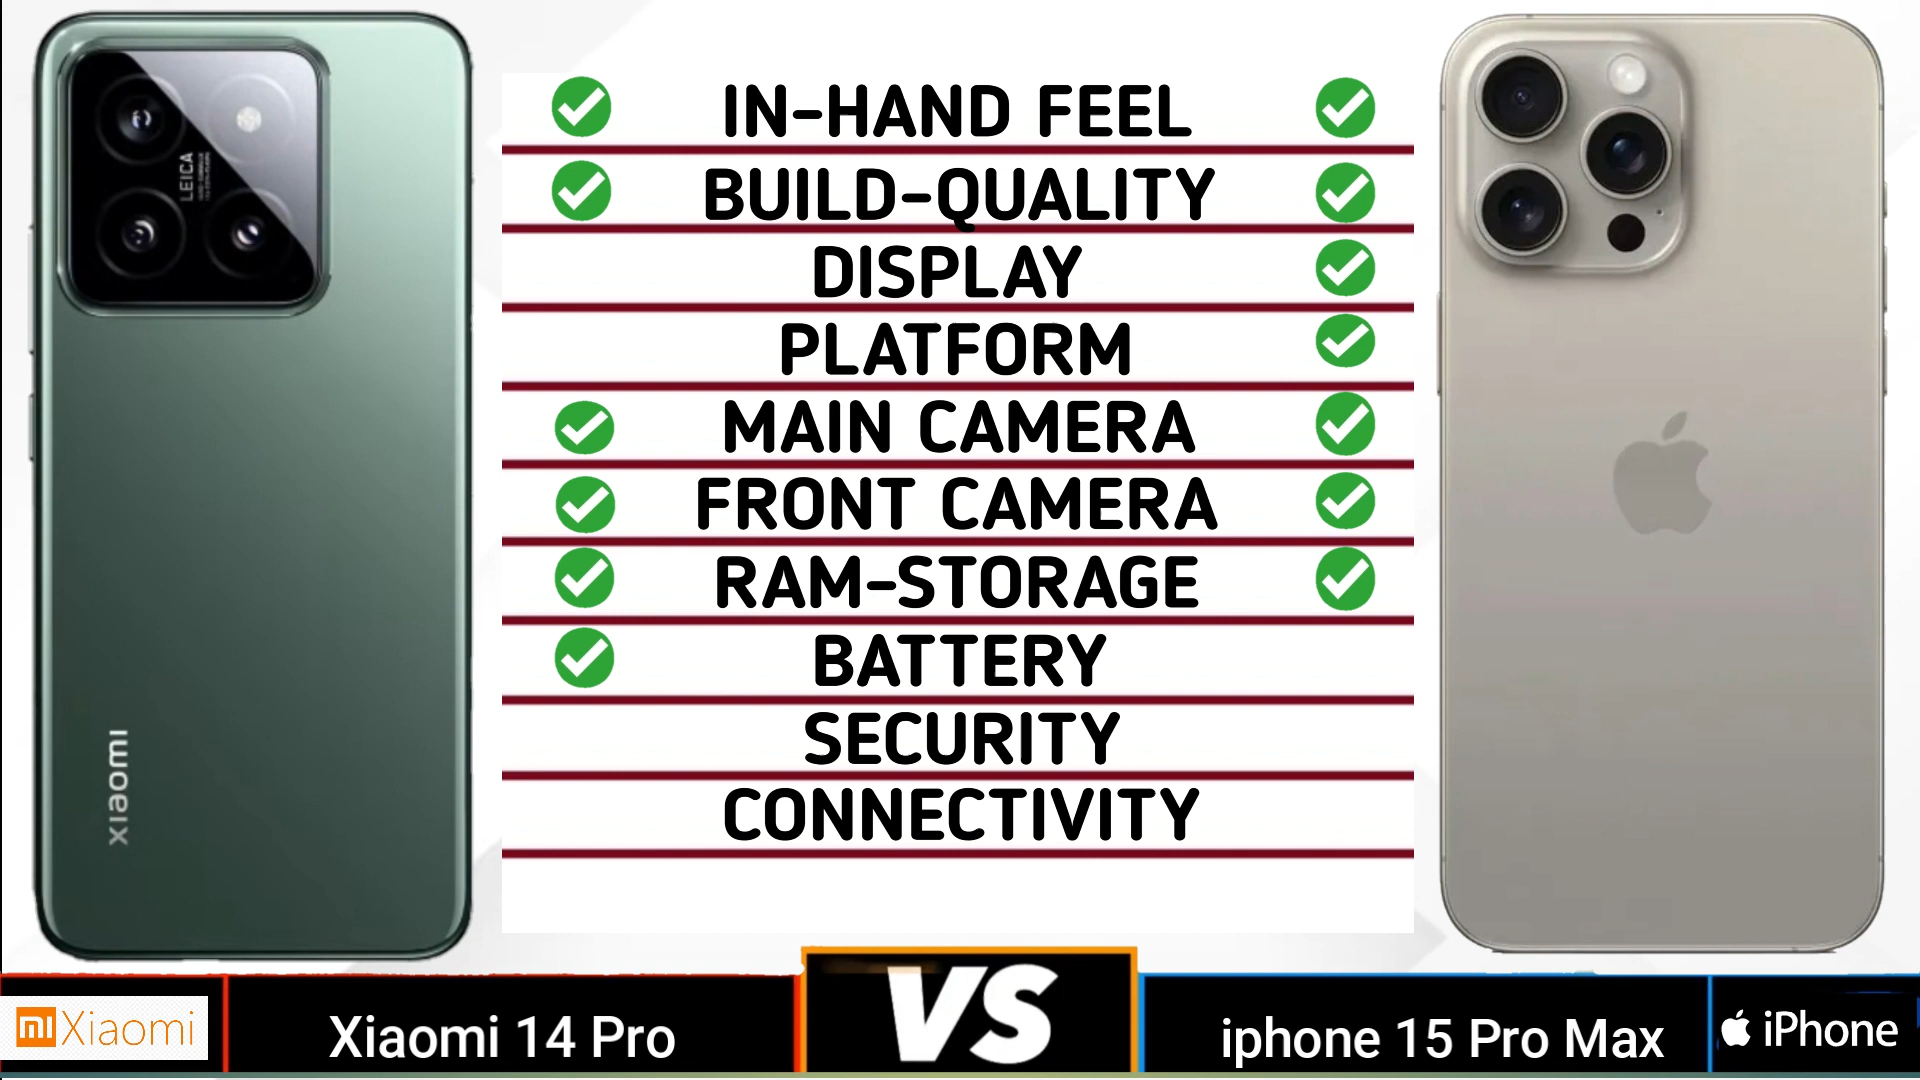 LEICA
xiaomi
IN-HAND FEEL
BUILD-QUALITY
DISPLAY
PLATFORM
MAIN CAMERA
FRONT CAMERA
RAM-STORAGE
BATTERY
SECURITY
CONNECTIVITY
mi Xiaomi
Xiaomi 14 Pro
VS
iphone 15 Pro Max
iPhone